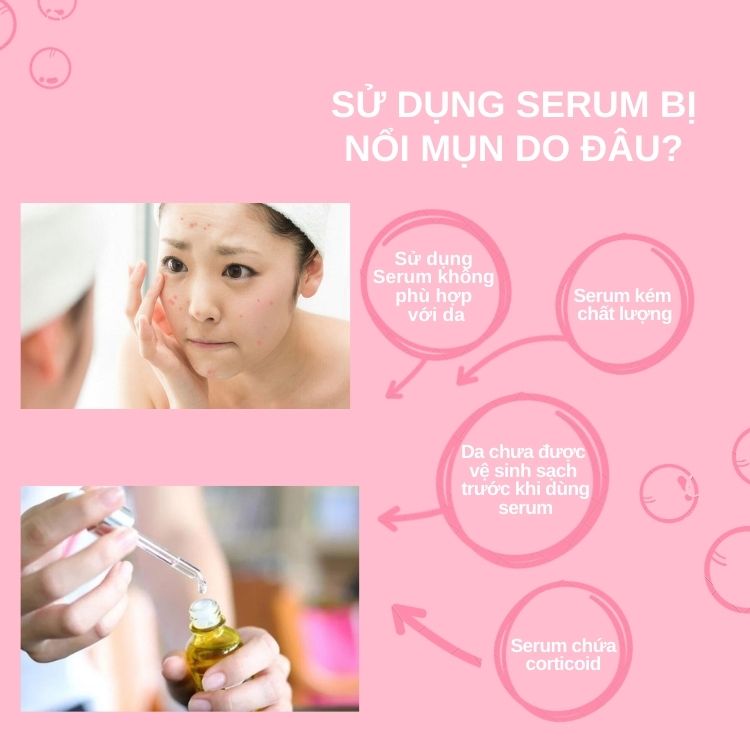 SỬ DỤNG SERUM BỊ
NỔI MỤN DO ĐÂU?
Sử dụng
Serum không
phù hợp
với da
Serum kém
chất lượng
Da chưa được
vệ sinh sạch
trước khi dùng
serum
Serum chứa
corticoid